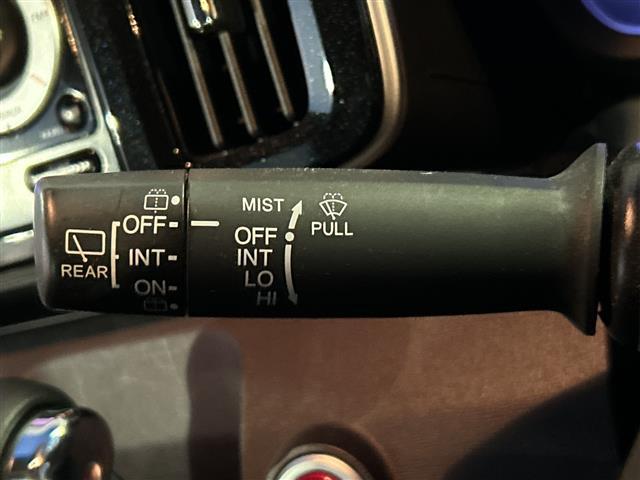 MIST
OFF
OFF
PULL
INT
INT
REAR
LO
ON
HI